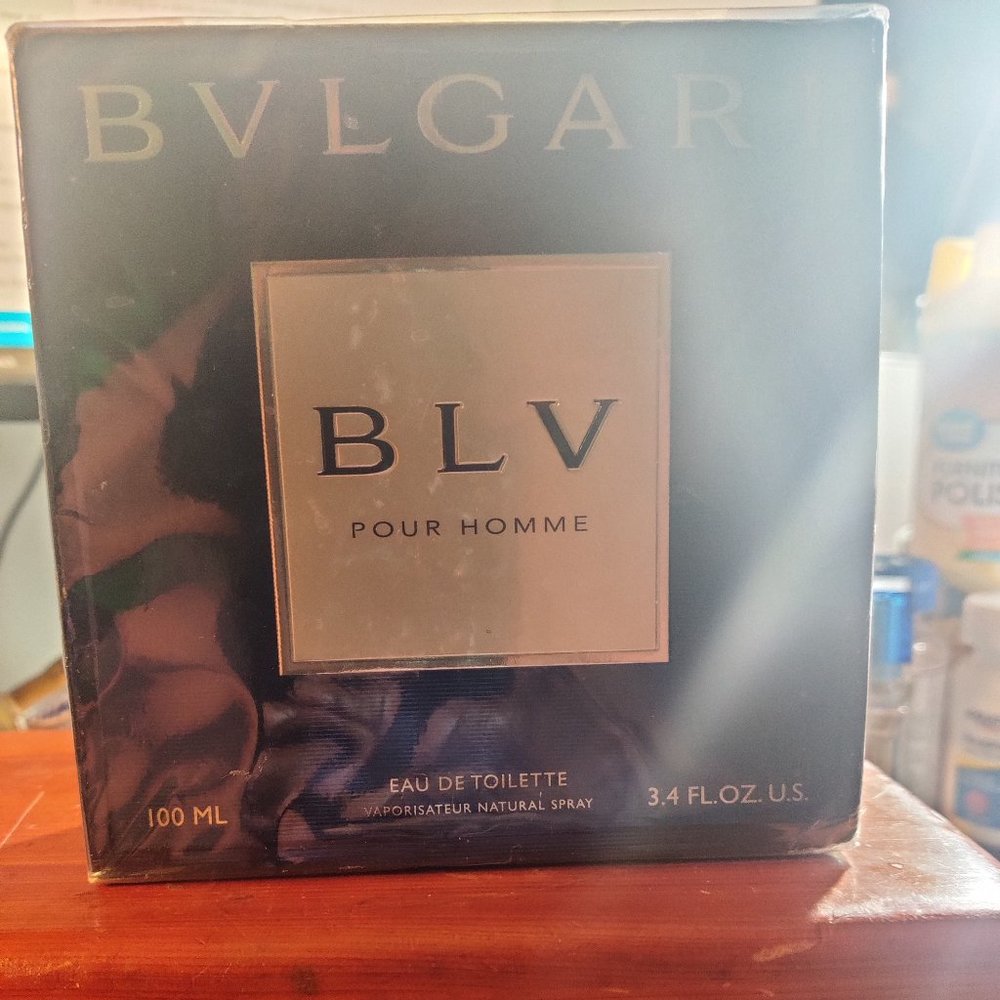 BVLGARI
BLV
POUR HOMME
EAU DE TOILETTE
VAPORISATEUR NATURAL SPRAY
100 ML
3.4 FL.OZ. U.S.